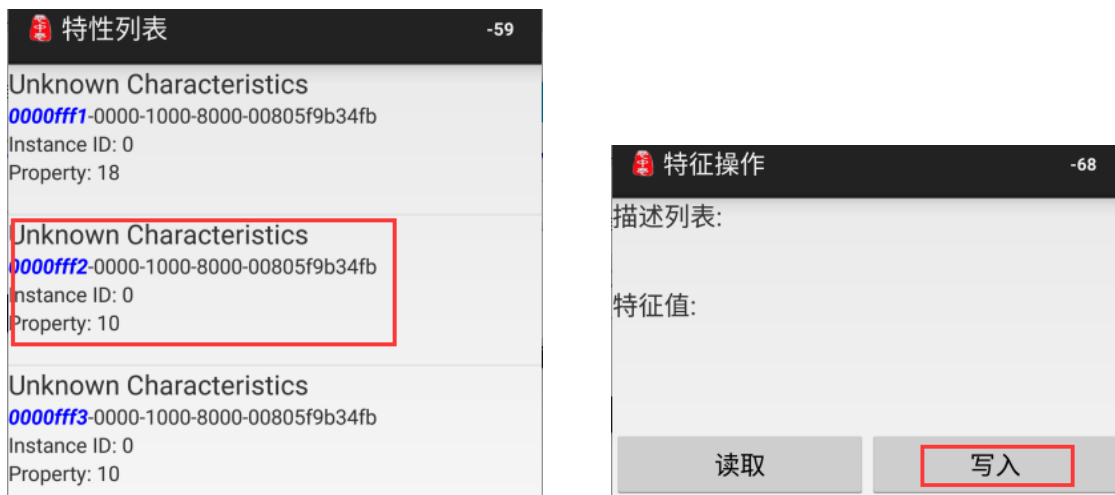 特性列表
-59
Unknown Characteristics
0000fff1-0000-1000-8000-00805f9b34fb
Instance ID: 0
Property: 18
Unknown Characteristics
0000fff2-0000-1000-8000-00805f9b34fb
Instance ID: 0
Property: 10
Unknown Characteristics
0000fff3-0000-1000-8000-00805f9b34fb
Instance ID: 0
Property: 10
特征操作
-68
描述列表:
特征值:
读取
写入